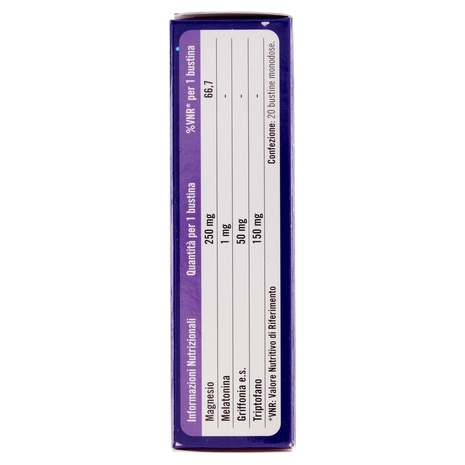 Informazioni Nutrizionali Quantità per 1 bustina %VNR* per 1 bustina
Magnesio 250 mg 66,7
Melatonina 1 mg -
Griffonia e.s. 50 mg -
Triptofano 150 mg -
*VNR: Valore Nutritivo di Riferimento Confezione: 20 bustine monodose.